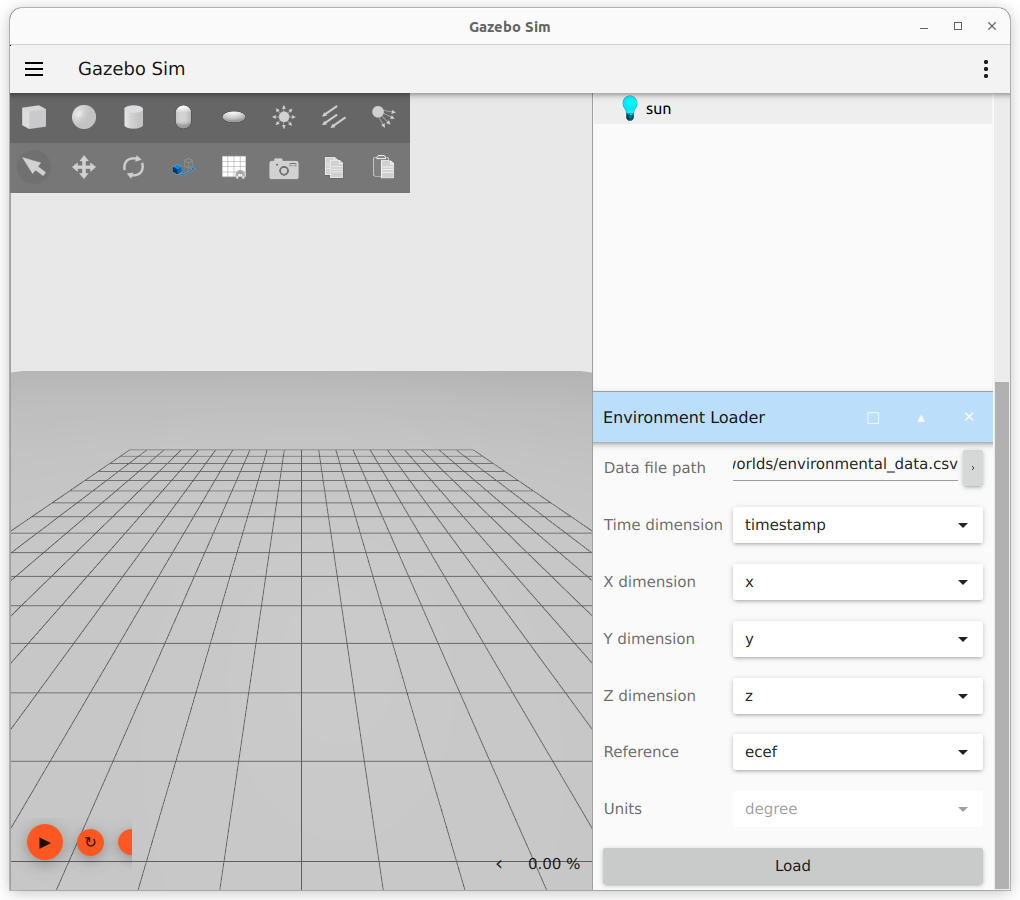 Gazebo Sim
Gazebo Sim
sun
Environment Loader
Data file path
/orlds/environmental_data.csv
Time dimension
timestamp
X dimension
x
Y dimension
y
Z dimension
z
Reference
ecef
Units
degree
Load
0.00 %